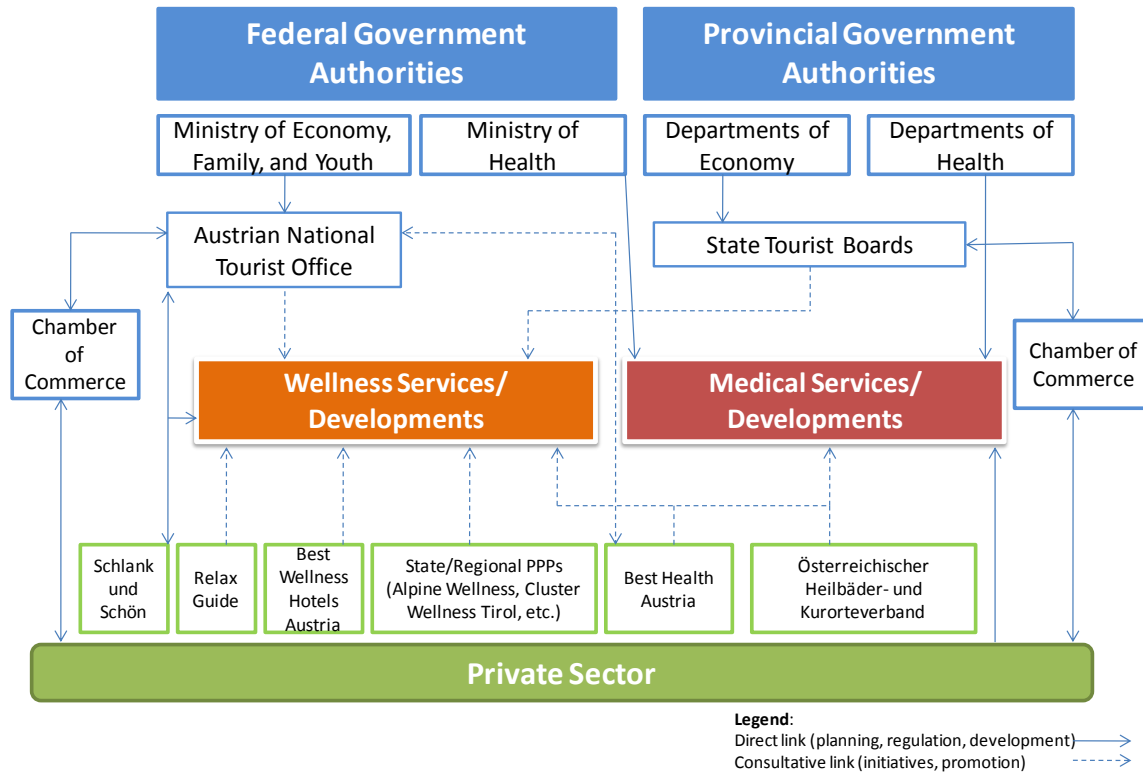 Federal Government
Authorities
Provincial Government
Authorities
Ministry of Economy,
Family, and Youth
Ministry of
Health
Departments of
Economy
Departments of
Health
Austrian National
Tourist Office
State Tourist Boards
Chamber
of
Commerce
Wellness Services/
Developments
Medical Services/
Developments
Chamber of
Commerce
Schlank
und
Schön
Relax
Guide
Best
Wellness
Hotels
Austria
State/Regional PPPs
(Alpine Wellness, Cluster
Wellness Tirol, etc.)
Best Health
Austria
Österreichischer
Heilbäder- und
Kurorteverband
Private Sector
Legend:
Direct link (planning, regulation, development)
Consultative link (initiatives, promotion)